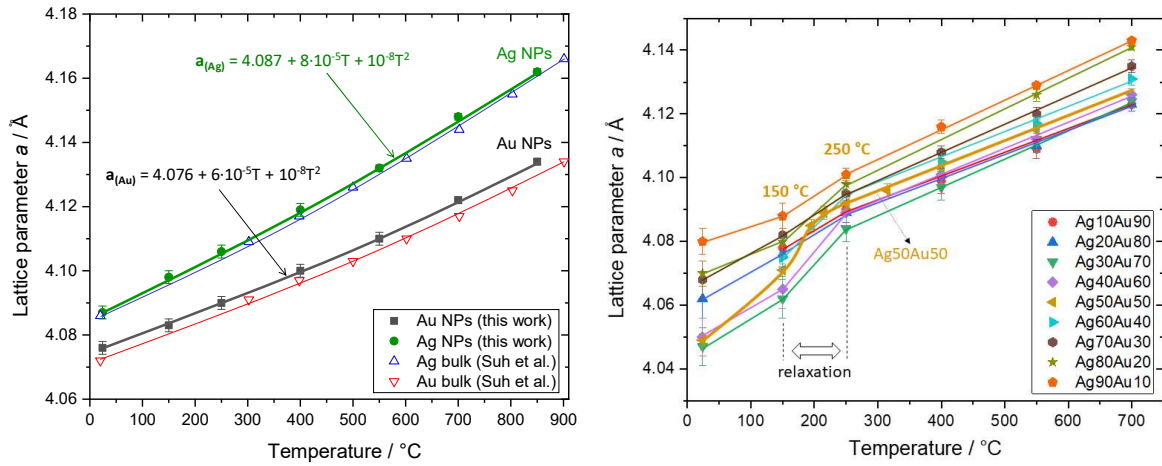 4.18
4.16
4.14
4.12
4.10
4.08
4.06
0 100 200 300 400 500 600 700 800 900
Lattice parameter a / Å
Temperature / °C
a(Ag) = 4.087 + 8·10-5T + 10-8T2
Ag NPs
Au NPs
a(Au) = 4.076 + 6·10-5T + 10-8T2
Au NPs (this work)
Ag NPs (this work)
Ag bulk (Suh et al.)
Au bulk (Suh et al.)
4.14
4.12
4.10
4.08
4.06
4.04
0 100 200 300 400 500 600 700
Lattice parameter a / Å
Temperature / °C
250 °C
150 °C
Ag50Au50
relaxation
Ag10Au90
Ag20Au80
Ag30Au70
Ag40Au60
Ag50Au50
Ag60Au40
Ag70Au30
Ag80Au20
Ag90Au10